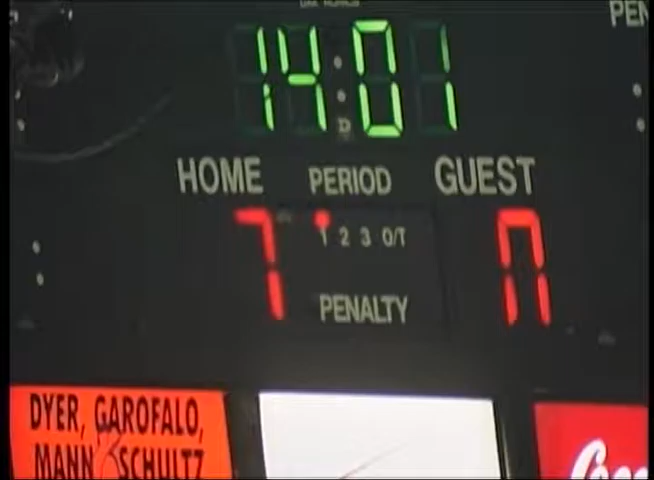 14:01
HOME PERIOD GUEST
7 1 2 3 O/T
PENALTY
DYER, GAROFALO,
MANN & SCHULTZ